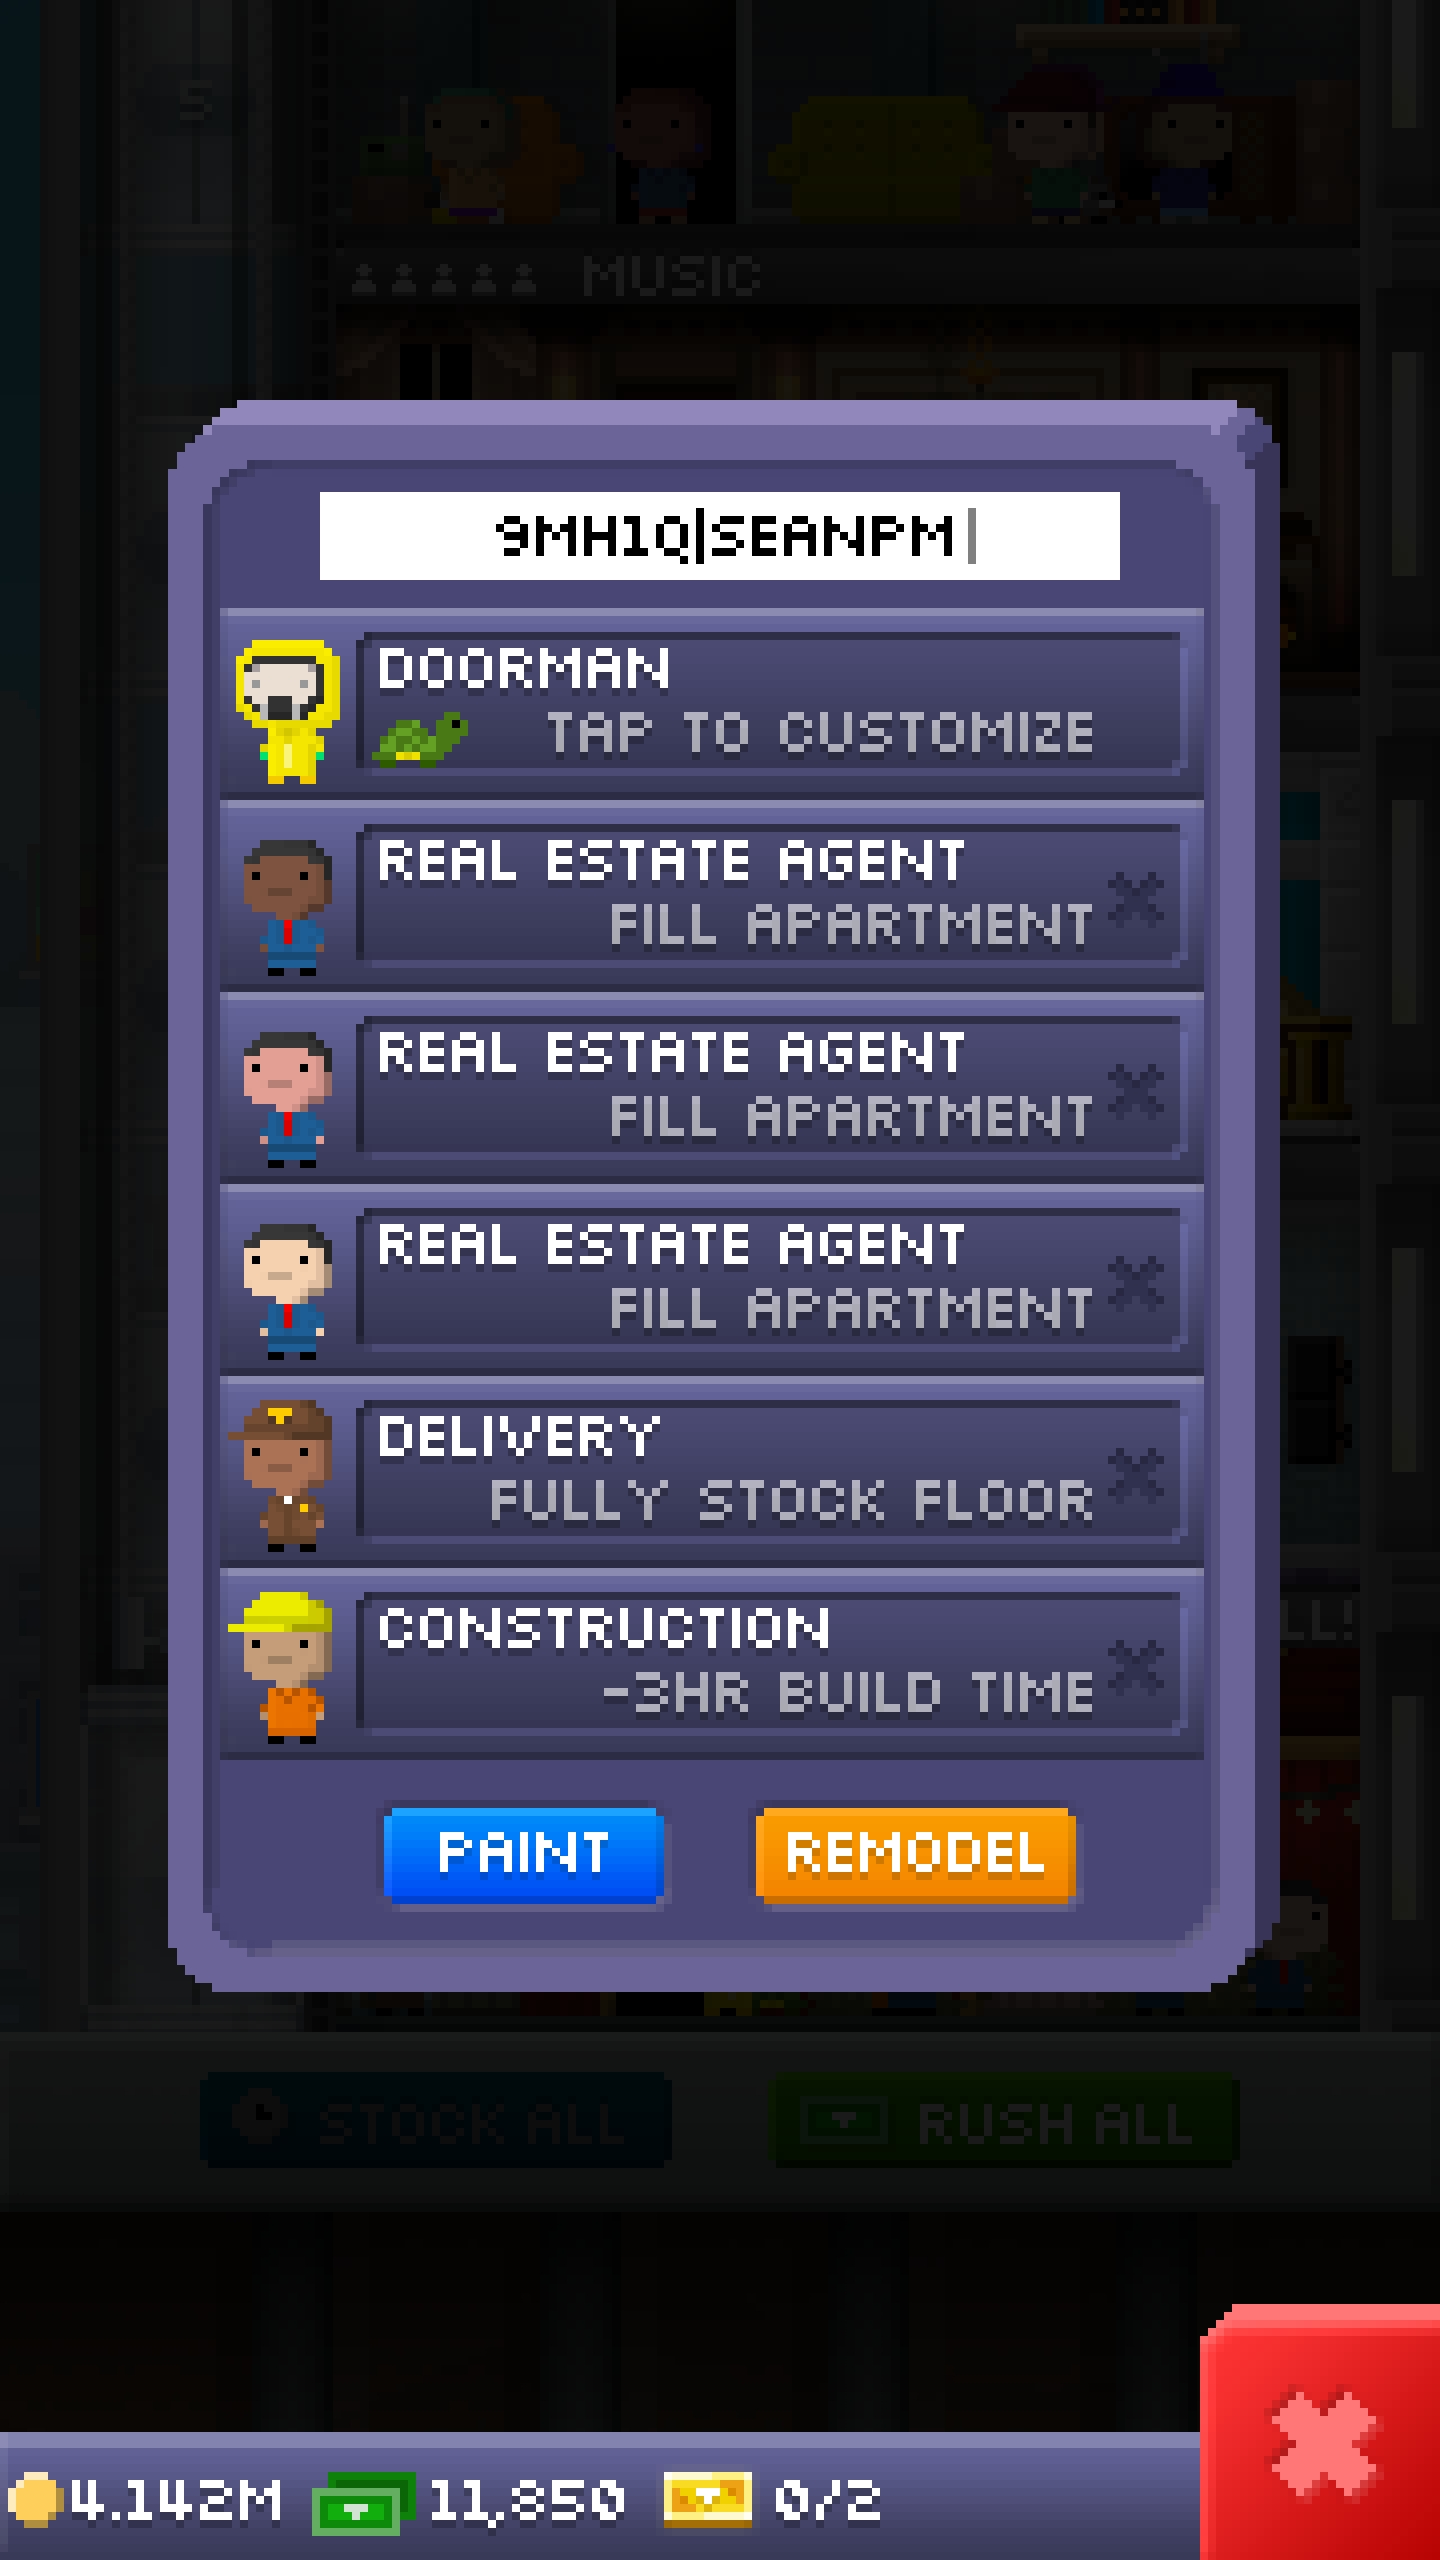 S
MUSIC
9MH1Q|SEANPM
DOORMAN
TAP TO CUSTOMIZE
REAL ESTATE AGENT
FILL APARTMENT
REAL ESTATE AGENT
FILL APARTMENT
REAL ESTATE AGENT
FILL APARTMENT
DELIVERY
FULLY STOCK FLOOR
CONSTRUCTION
-3HR BUILD TIME
PAINT
REMODEL
STOCK ALL
RUSH ALL
4.142M
11,850
0/2